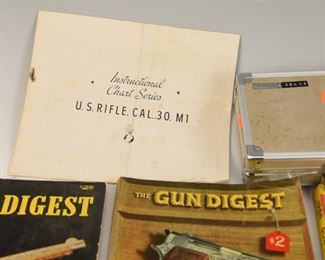 Instructional
Chart Series
U.S. RIFLE, CAL. .30, M1
DIGEST
THE GUN DIGEST
$2